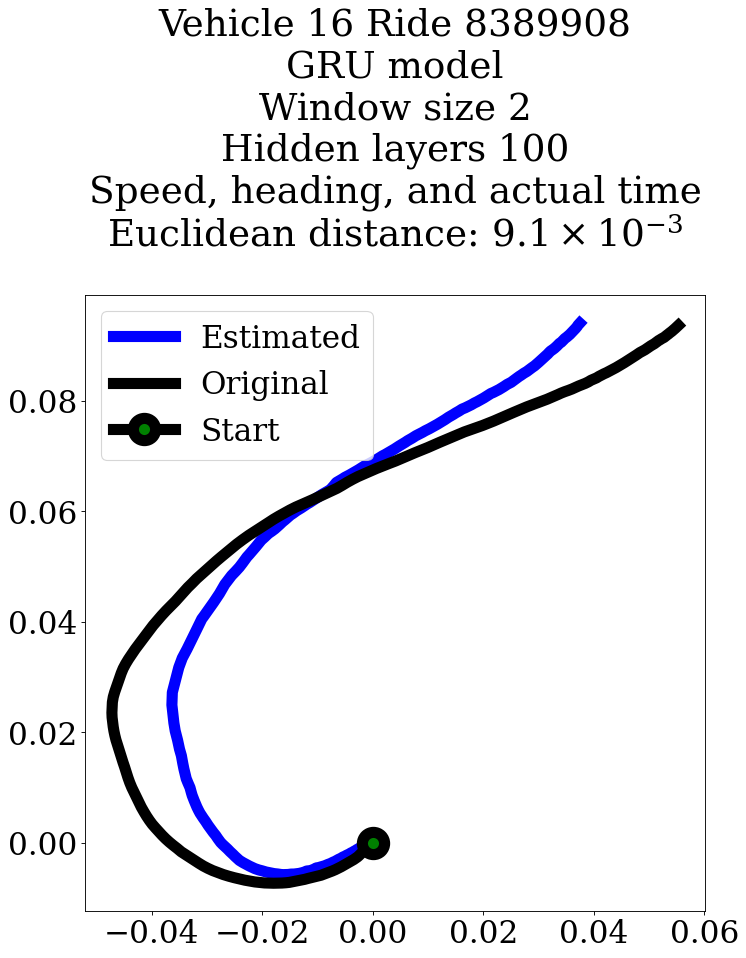 Vehicle 16 Ride 8389908
GRU model
Window size 2
Hidden layers 100
Speed, heading, and actual time
Euclidean distance: 9.1 × 10⁻³
Estimated
Original
Start
0.08
0.06
0.04
0.02
0.00
−0.04 −0.02 0.00 0.02 0.04 0.06